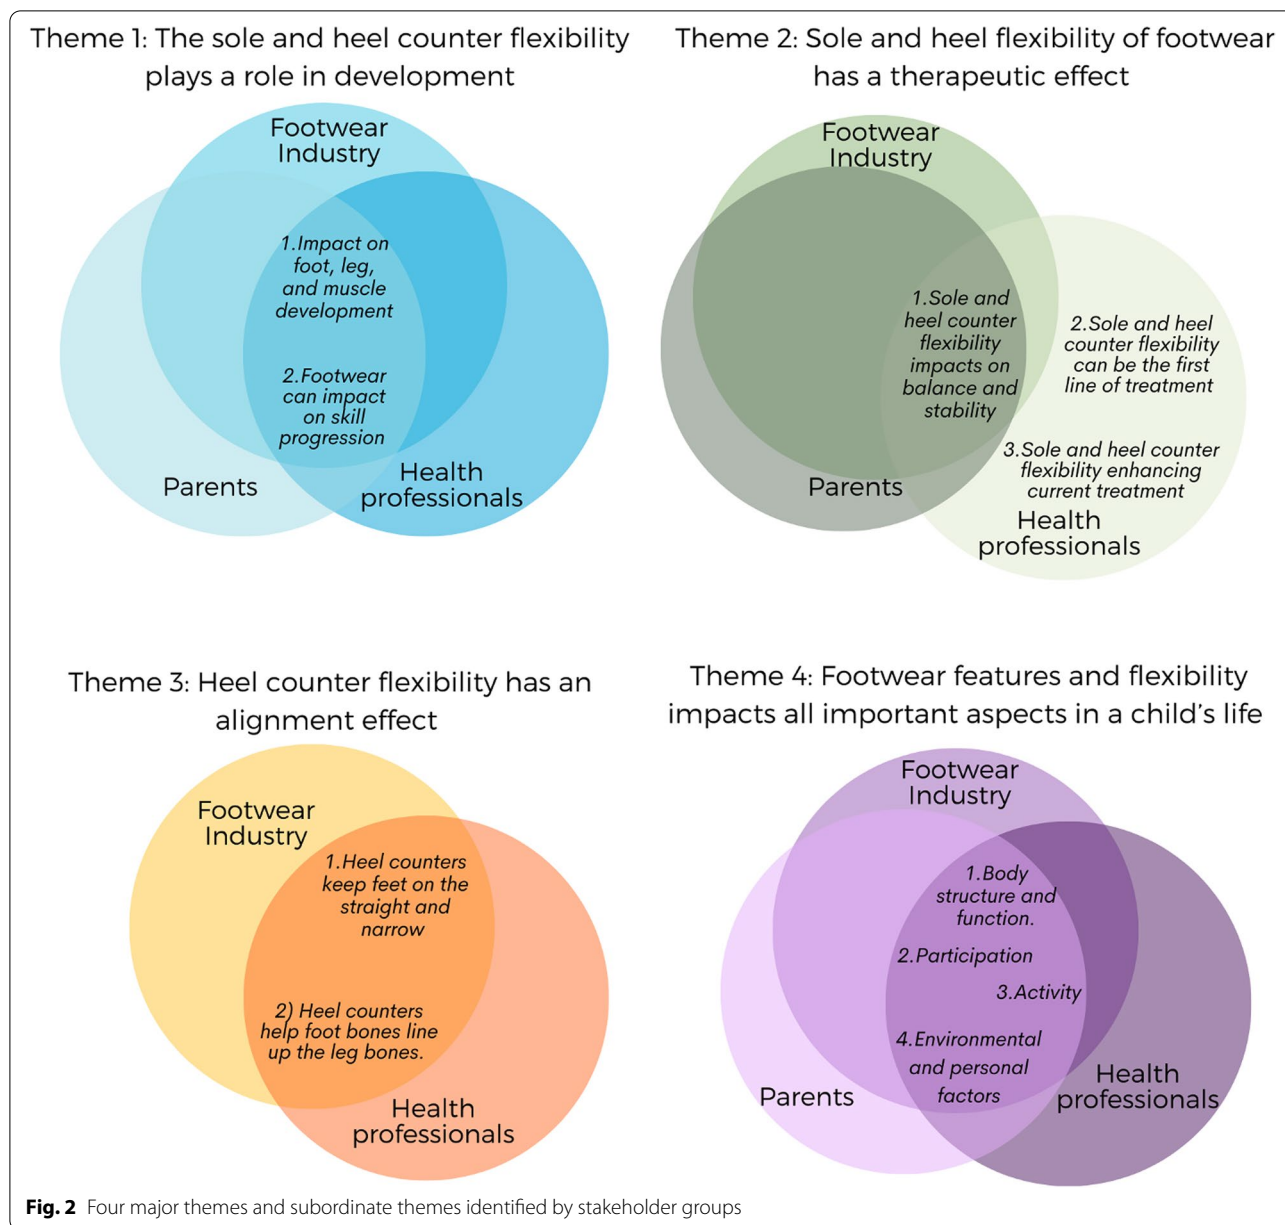 Theme 1: The sole and heel counter flexibility
plays a role in development
Footwear
Industry
1.Impact on
foot, leg,
and muscle
development
2.Footwear
can impact
on skill
progression
Parents
Health
professionals
Theme 2: Sole and heel flexibility of footwear
has a therapeutic effect
Footwear
Industry
1.Sole and
heel counter
flexibility
impacts on
balance and
stability
2.Sole and heel
counter flexibility
can be the first
line of treatment
3.Sole and heel counter
flexibility enhancing
current treatment
Parents
Health
professionals
Theme 3: Heel counter flexibility has an
alignment effect
Footwear
Industry
1.Heel counters
keep feet on the
straight and
narrow
2) Heel counters
help foot bones line
up the leg bones.
Health
professionals
Theme 4: Footwear features and flexibility
impacts all important aspects in a child’s life
Footwear
Industry
1.Body
structure and
function.
2.Participation
3.Activity
4.Environmental
and personal
factors
Parents
Health
professionals
Fig. 2 Four major themes and subordinate themes identified by stakeholder groups